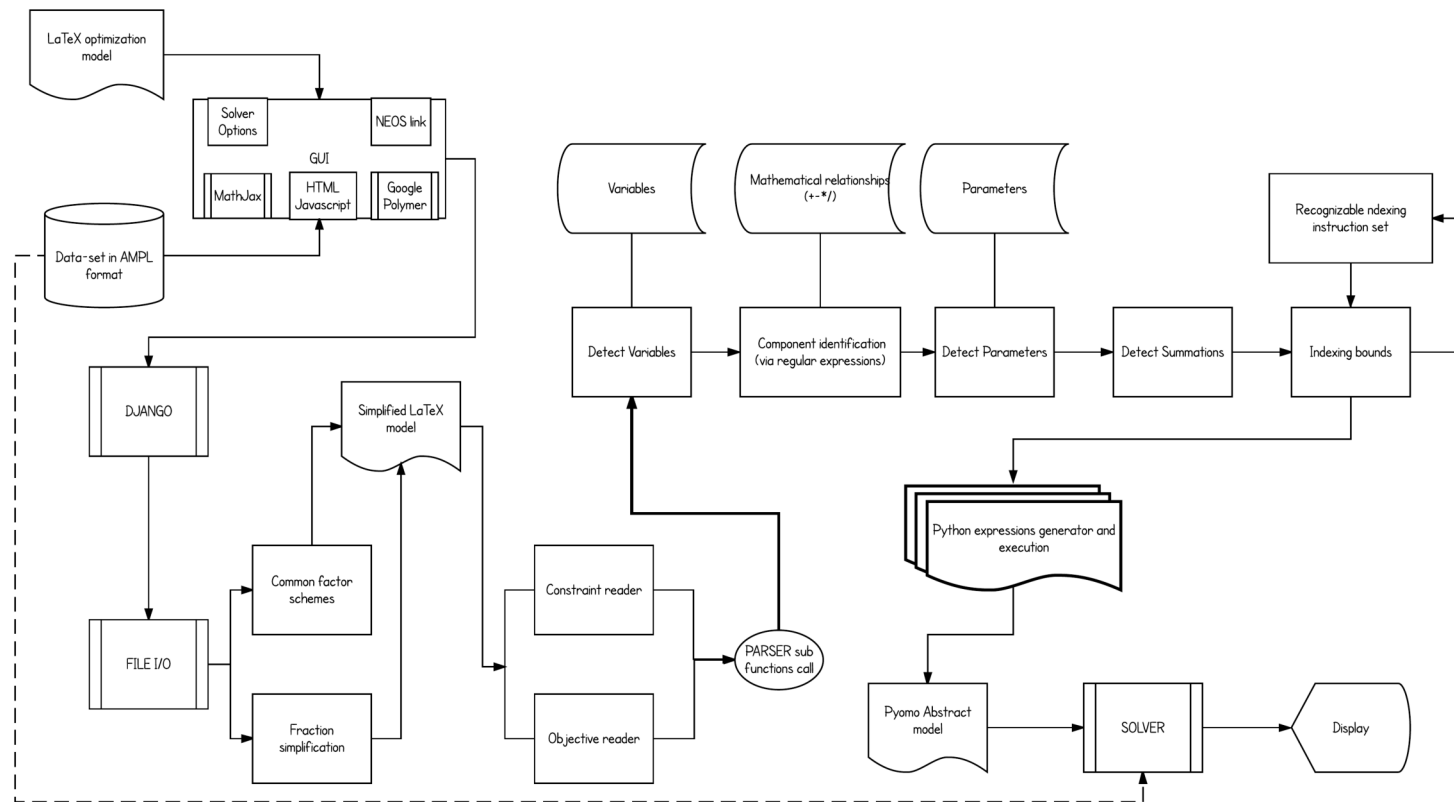 LaTeX optimization
model
Solver
Options
NEOS link
GUI
MathJax
HTML
Javascript
Google
Polymer
Data-set in AMPL
format
Variables
Mathematical relationships
(+-*/)
Parameters
Recognizable ndexing
instruction set
Detect Variables
Component identification
(via regular expressions)
Detect Parameters
Detect Summations
Indexing bounds
DJANGO
Simplified LaTeX
model
Python expressions generator and
execution
Common factor
schemes
Constraint reader
FILE I/O
PARSER sub
functions call
Fraction
simplification
Objective reader
Pyomo Abstract
model
SOLVER
Display